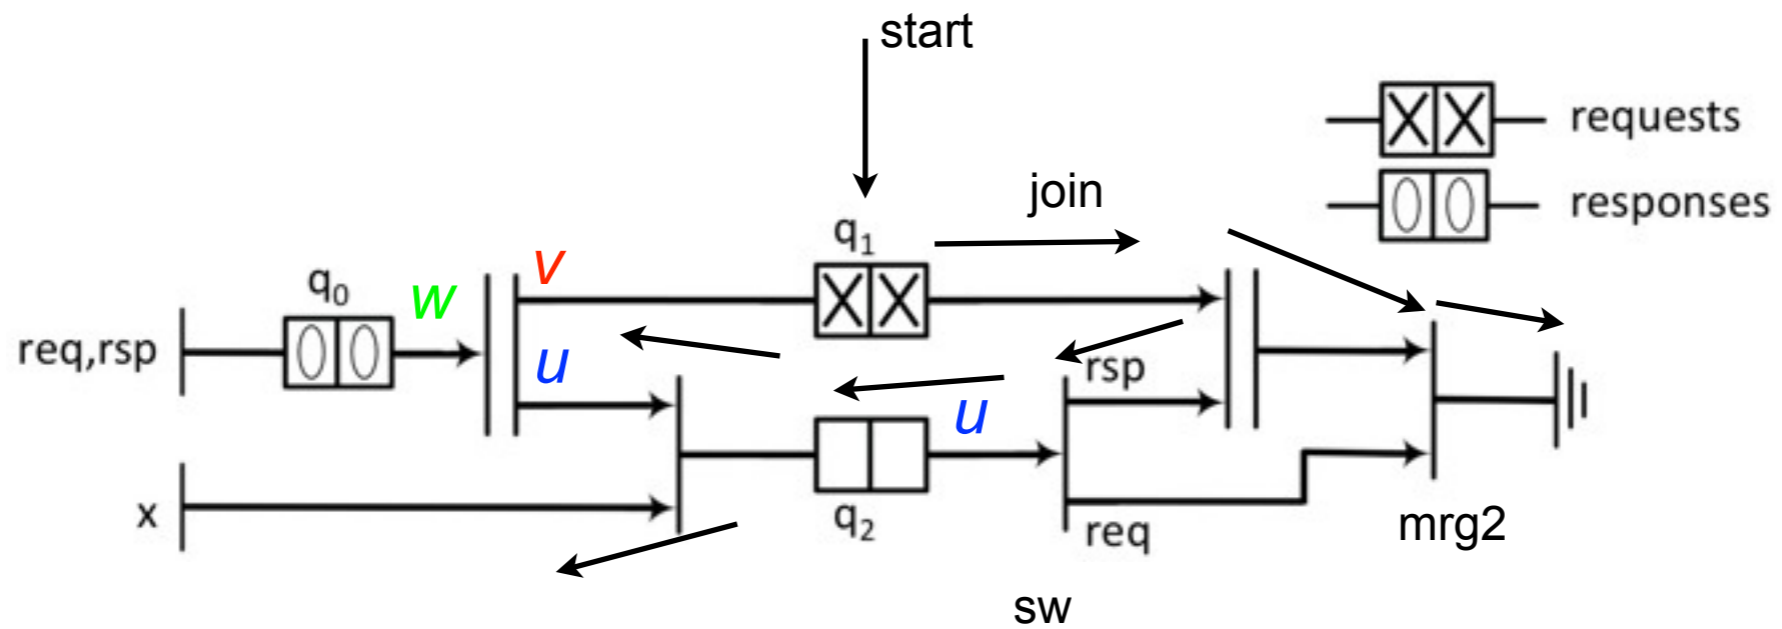 start
requests
responses
join
q1
v
w
q0
req,rsp
u
rsp
u
x
q2
req
mrg2
sw